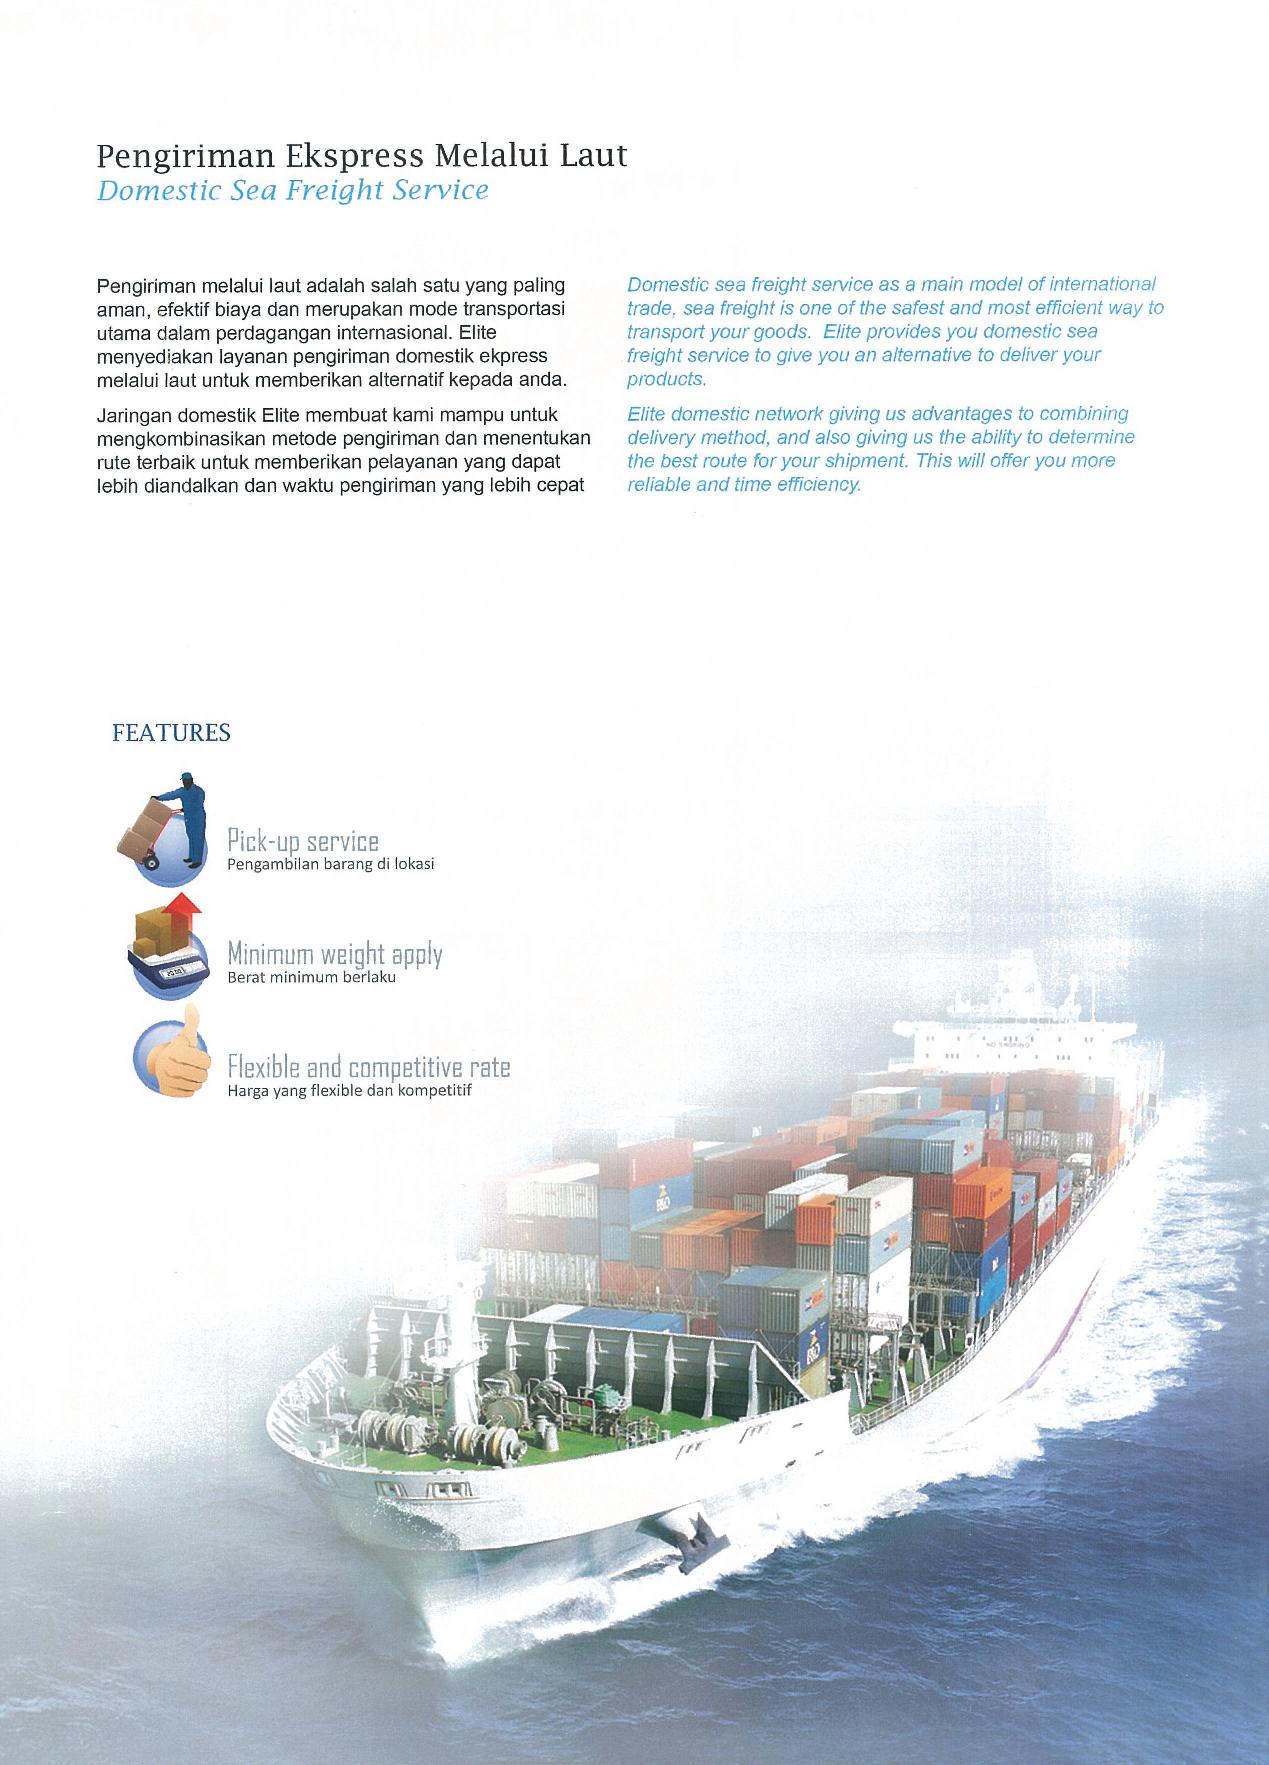 Pengiriman Ekspress Melalui Laut
Domestic Sea Freight Service
Pengiriman melalui laut adalah salah satu yang paling
aman, efektif biaya dan merupakan mode transportasi
utama dalam perdagangan internasional. Elite
menyediakan layanan pengiriman domestik ekpress
melalui laut untuk memberikan alternatif kepada anda.
Jaringan domestik Elite membuat kami mampu untuk
mengkombinasikan metode pengiriman dan menentukan
rute terbaik untuk memberikan pelayanan yang dapat
lebih diandalkan dan waktu pengiriman yang lebih cepat
Domestic sea freight service as a main model of international
trade, sea freight is one of the safest and most efficient way to
transport your goods.  Elite provides you domestic sea
freight service to give you an alternative to deliver your
products.
Elite domestic network giving us advantages to combining
delivery method, and also giving us the ability to determine
the best route for your shipment. This will offer you more
reliable and time efficiency.
FEATURES
Pick-up service
Pengambilan barang di lokasi
Minimum weight apply
Berat minimum berlaku
Flexible and competitive rate
Harga yang flexible dan kompetitif
NO SMOKING
P&O
P&O